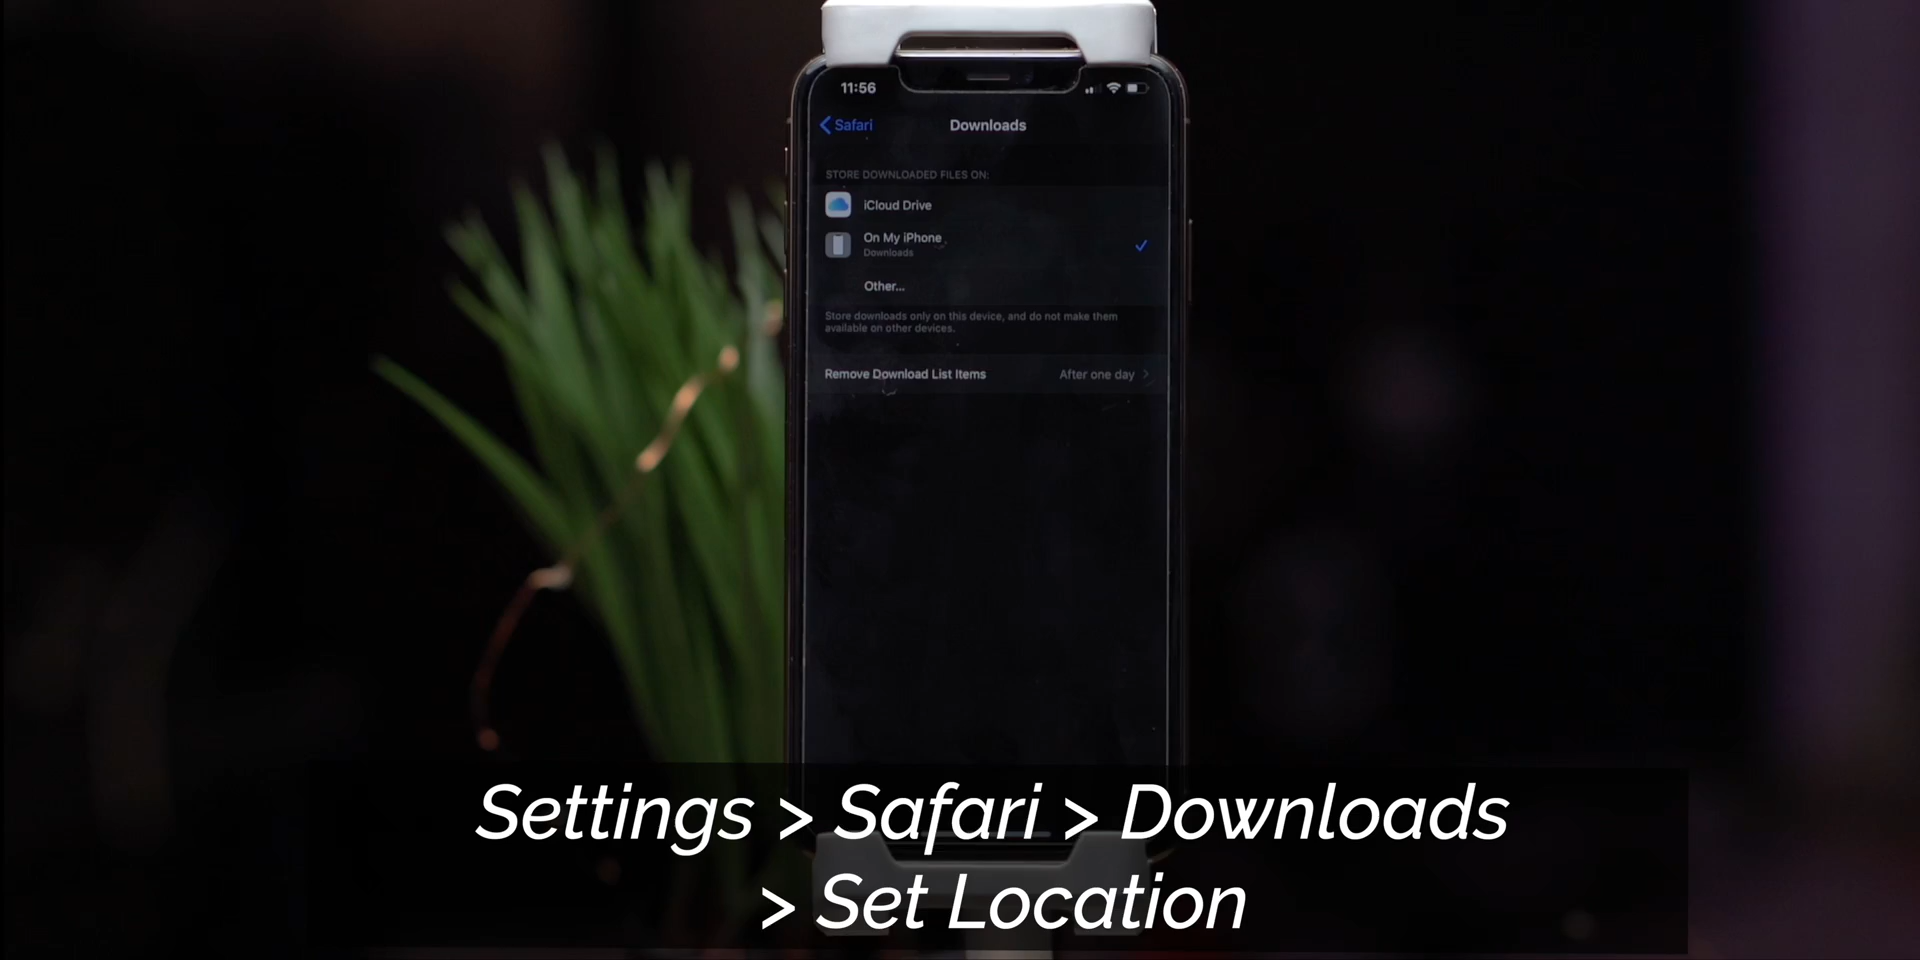 11:56
Safari
Downloads
STORE DOWNLOADED FILES ON:
iCloud Drive
On My iPhone
Downloads
Other...
Store downloads only on this device, and do not make them
available on other devices.
Remove Download List Items
After one day
Settings > Safari > Downloads
> Set Location